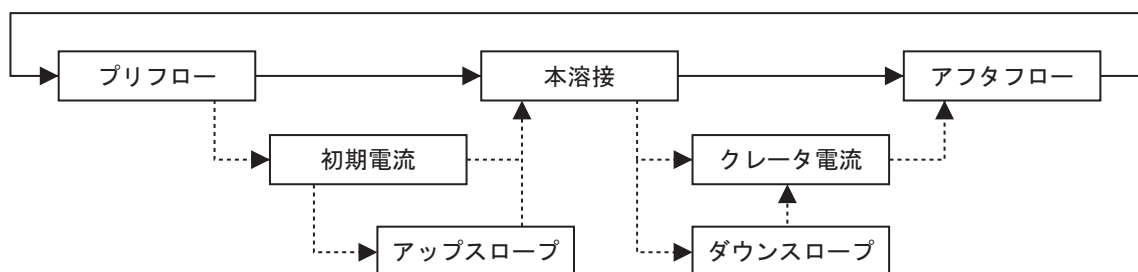 プリフロー
本溶接
アフタフロー
初期電流
クレータ電流
アップスロープ
ダウンスロープ